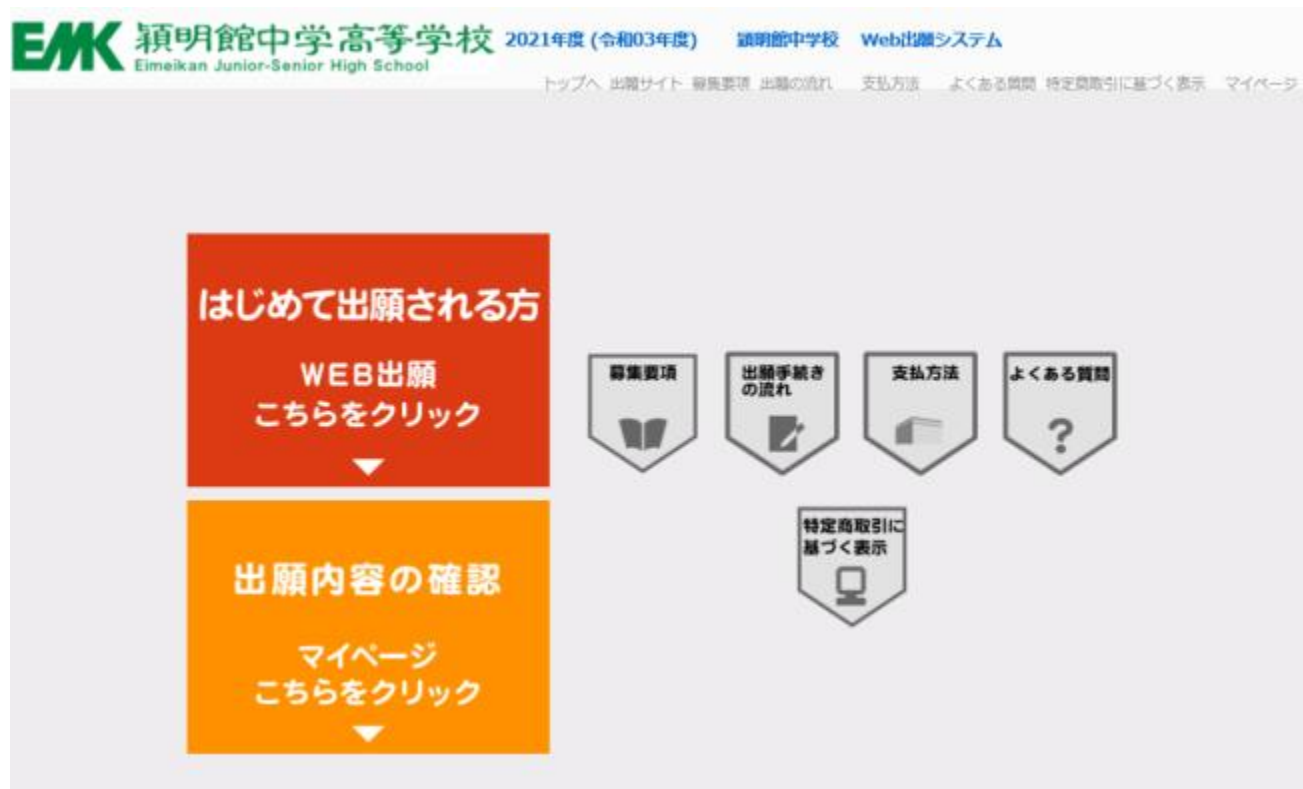 EMK 穎明館中学高等学校 2021年度 (令和03年度) 穎明館中学校 Web出願システム
Eimeikan Junior-Senior High School
トップへ 出願サイト 募集要項 出願の流れ 支払方法 よくある質問 特定商取引に基づく表示 マイページ
はじめて出願される方
WEB出願
こちらをクリック
募集要項
出願手続き
の流れ
支払方法
よくある質問
特定商取引に
基づく表示
出願内容の確認
マイページ
こちらをクリック